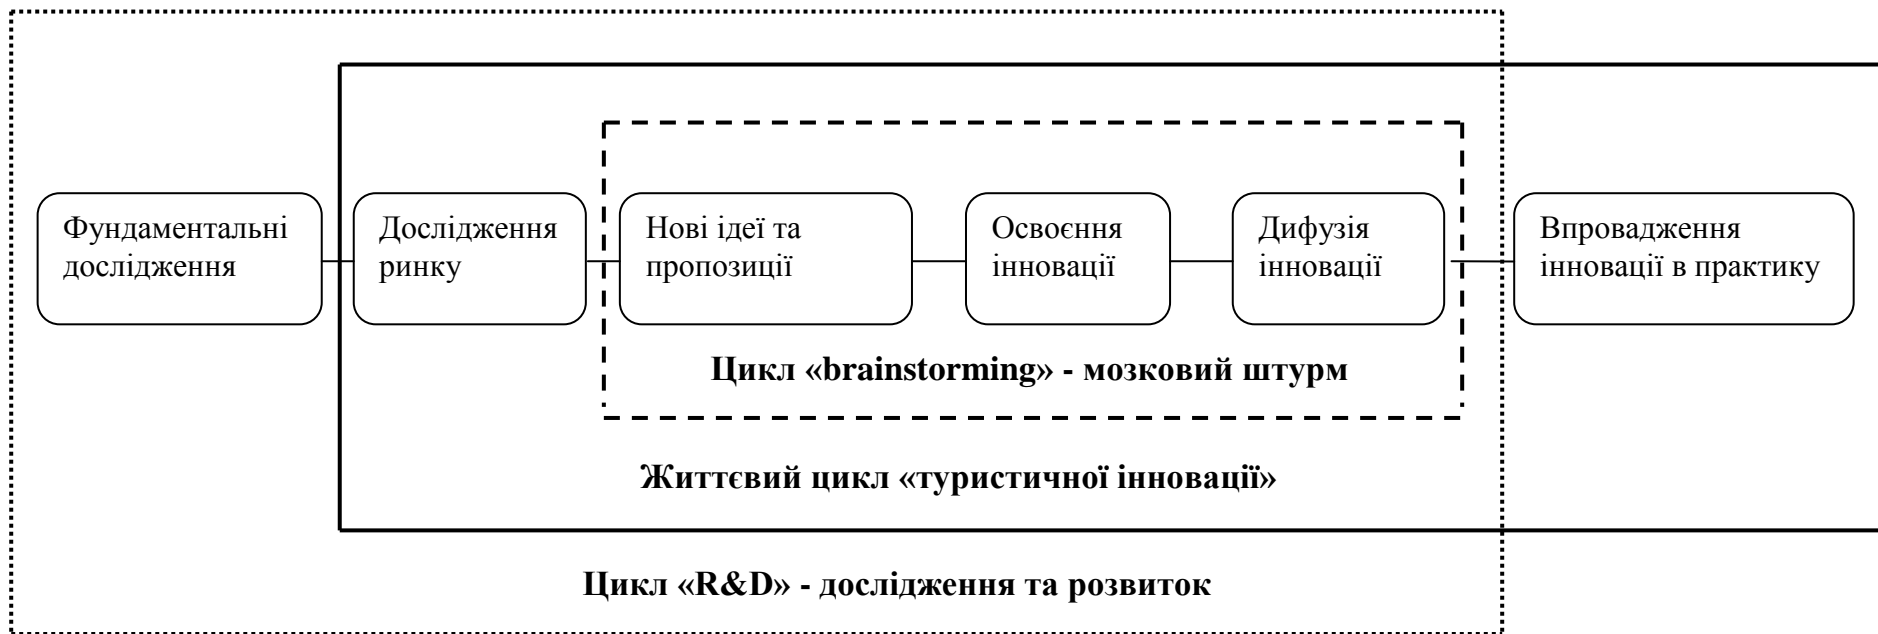 Фундаментальні
дослідження
Дослідження
ринку
Нові ідеї та
пропозиції
Освоєння
інновації
Дифузія
інновації
Впровадження
інновації в практику
Цикл «brainstorming» - мозковий штурм
Життєвий цикл «туристичної інновації»
Цикл «R&D» - дослідження та розвиток